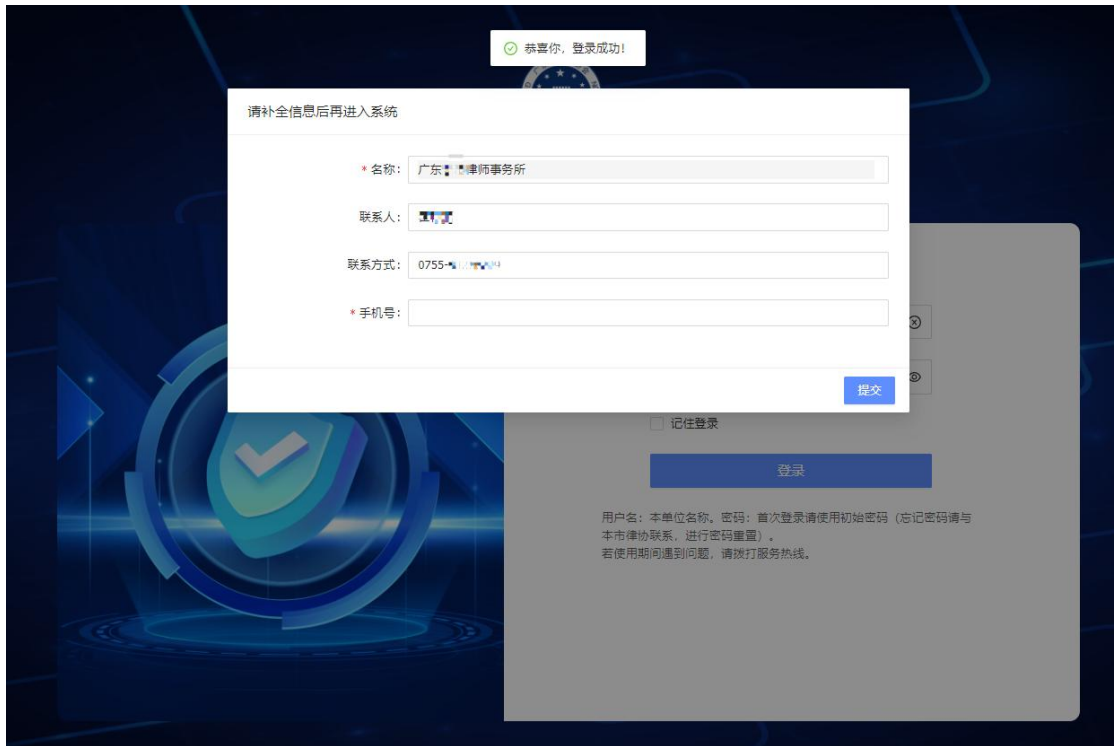 恭喜你，登录成功！
请补全信息后再进入系统
* 名称： 广东 律师事务所
联系人：
联系方式： 0755-
* 手机号：
提交
记住登录
登录
用户名：本单位名称。密码：首次登录请使用初始密码（忘记密码请与
本市律协联系，进行密码重置）。
若使用期间遇到问题，请拨打服务热线。